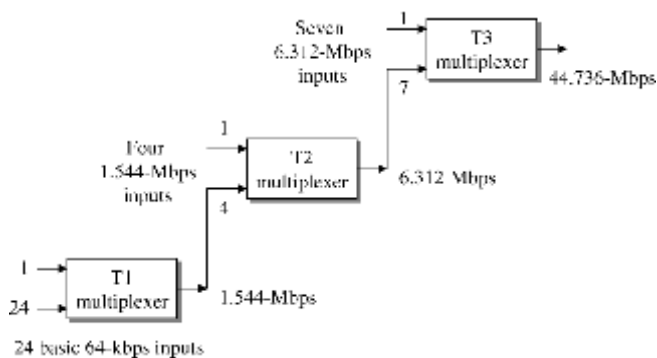 Seven
6.312-Mbps
inputs
1
7
T3
multiplexer
44.736-Mbps
Four
1.544-Mbps
inputs
1
4
T2
multiplexer
6.312 Mbps
1
24
T1
multiplexer
1.544-Mbps
24 basic 64-kbps inputs